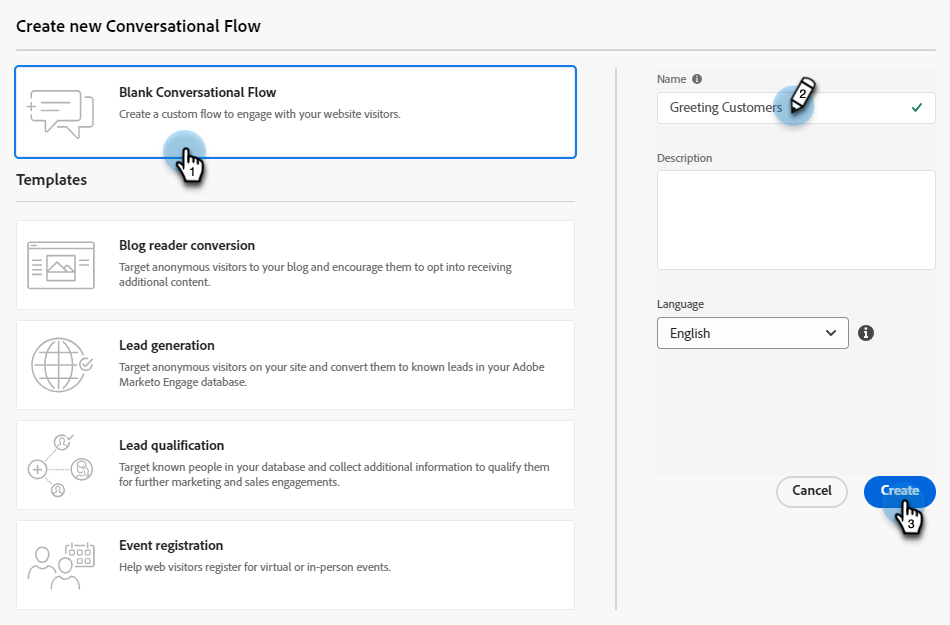 Create new Conversational Flow
Blank Conversational Flow
Create a custom flow to engage with your website visitors.
1
Templates
Blog reader conversion
Target anonymous visitors to your blog and encourage them to opt into receiving
additional content.
Lead generation
Target anonymous visitors on your site and convert them to known leads in your Adobe
Marketo Engage database.
Lead qualification
Target known people in your database and collect additional information to qualify them
for further marketing and sales engagements.
Event registration
Help web visitors register for virtual or in-person events.
Name
Greeting Customers
2
Description
Language
English
Cancel
Create
3